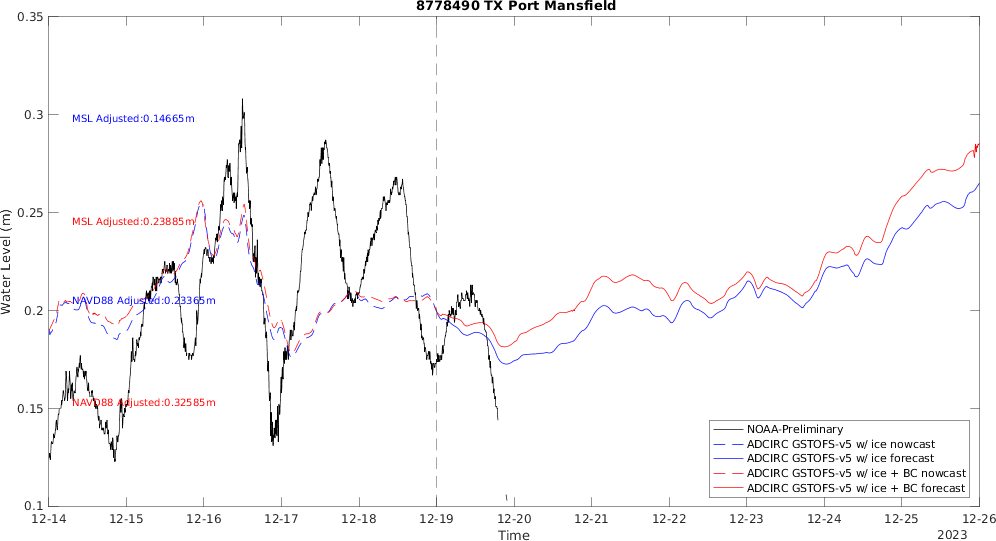 8778490 TX Port Mansfield
0.35
0.3
0.25
0.2
0.15
0.1
Water Level (m)
MSL Adjusted:0.14665m
MSL Adjusted:0.23885m
NAVD88 Adjusted:0.23365m
NAVD88 Adjusted:0.32585m
NOAA-Preliminary
ADCIRC GSTOFS-v5 w/ ice nowcast
ADCIRC GSTOFS-v5 w/ ice forecast
ADCIRC GSTOFS-v5 w/ ice + BC nowcast
ADCIRC GSTOFS-v5 w/ ice + BC forecast
12-14 12-15 12-16 12-17 12-18 12-19 12-20 12-21 12-22 12-23 12-24 12-25 12-26
Time
2023